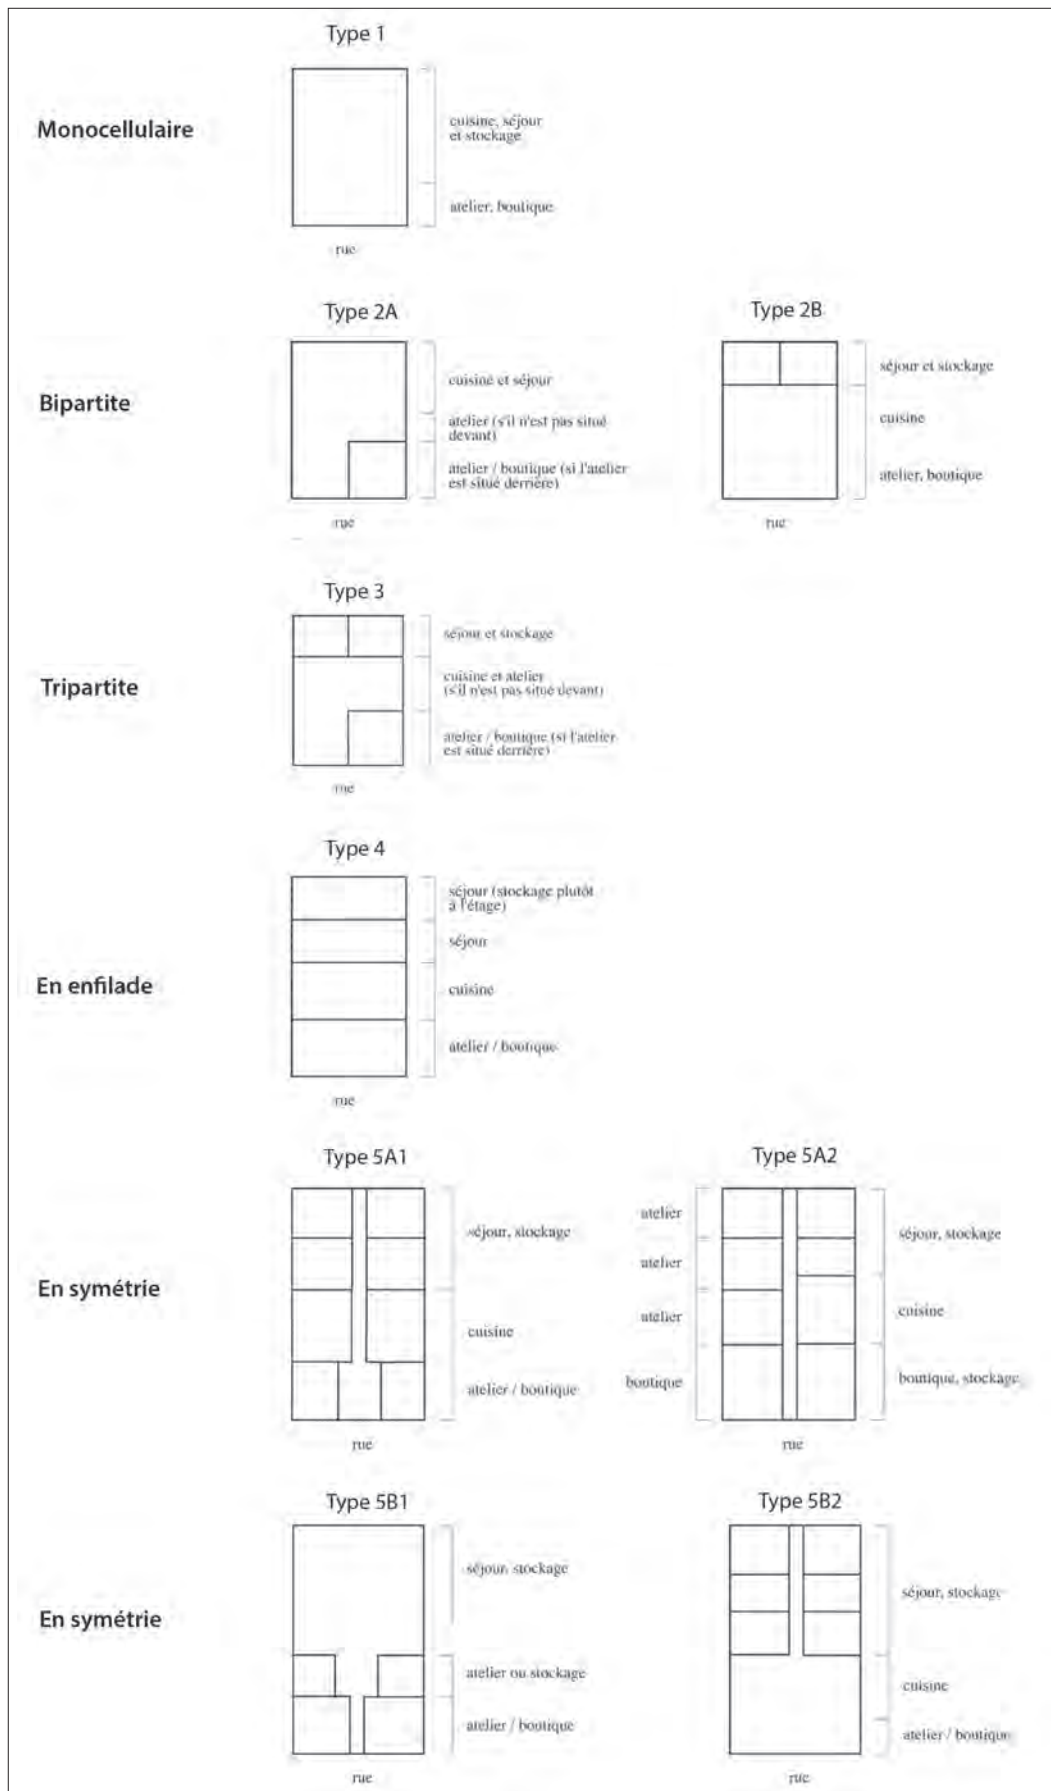 Type 1
Monocellulaire
cuisine, séjour
et stockage
atelier, boutique
rue
Type 2A
Type 2B
Bipartite
cuisine et séjour
atelier (s'il n'est pas situé
devant)
atelier / boutique (si l'atelier
est situé derrière)
rue
séjour et stockage
cuisine
atelier, boutique
rue
Type 3
Tripartite
séjour et stockage
cuisine et atelier
(s'il n'est pas situé devant)
atelier / boutique (si l'atelier
est situé derrière)
rue
Type 4
En enfilade
séjour (stockage plutôt
à l'étage)
séjour
cuisine
atelier / boutique
rue
Type 5A1
Type 5A2
En symétrie
séjour, stockage
cuisine
atelier / boutique
rue
atelier
atelier
atelier
boutique
séjour, stockage
cuisine
boutique, stockage
rue
Type 5B1
Type 5B2
En symétrie
séjour, stockage
atelier ou stockage
atelier / boutique
rue
séjour, stockage
cuisine
atelier / boutique
rue